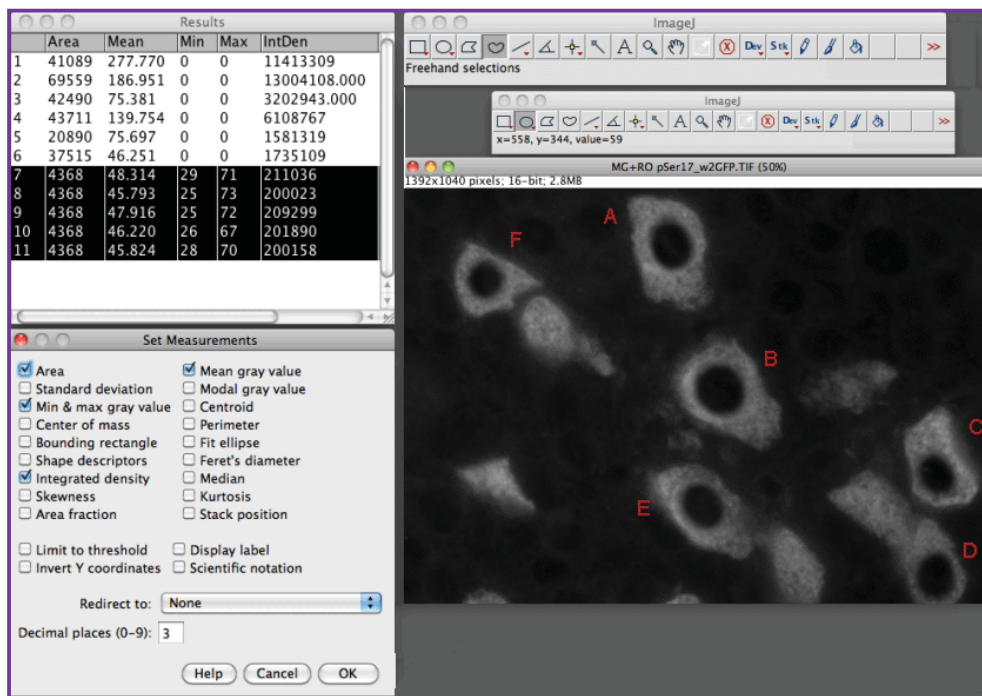 Results
Area Mean Min Max IntDen
1 41089 277.770 0 0 11413309
2 69559 186.951 0 0 13004108.000
3 42490 75.381 0 0 3202943.000
4 43711 139.754 0 0 6108767
5 20890 75.697 0 0 1581319
6 37515 46.251 0 0 1735109
7 4368 48.314 29 71 211036
8 4368 45.793 25 73 200023
9 4368 47.916 25 72 209299
10 4368 46.220 26 67 201890
11 4368 45.824 28 70 200158
Set Measurements
Area Mean gray value
Standard deviation Modal gray value
Min & max gray value Centroid
Center of mass Perimeter
Bounding rectangle Fit ellipse
Shape descriptors Feret's diameter
Integrated density Median
Skewness Kurtosis
Area fraction Stack position
Limit to threshold Display label
Invert Y coordinates Scientific notation
Redirect to: None
Decimal places (0-9): 3
Help Cancel OK
ImageJ
A Dev Stk >>
Freehand selections
ImageJ
A Dev Stk >>
x=558, y=344, value=59
MG+RO pSer17_w2GFP.TIF (50%)
1392x1040 pixels; 16-bit; 2.8MB
A
F
B
C
E
D